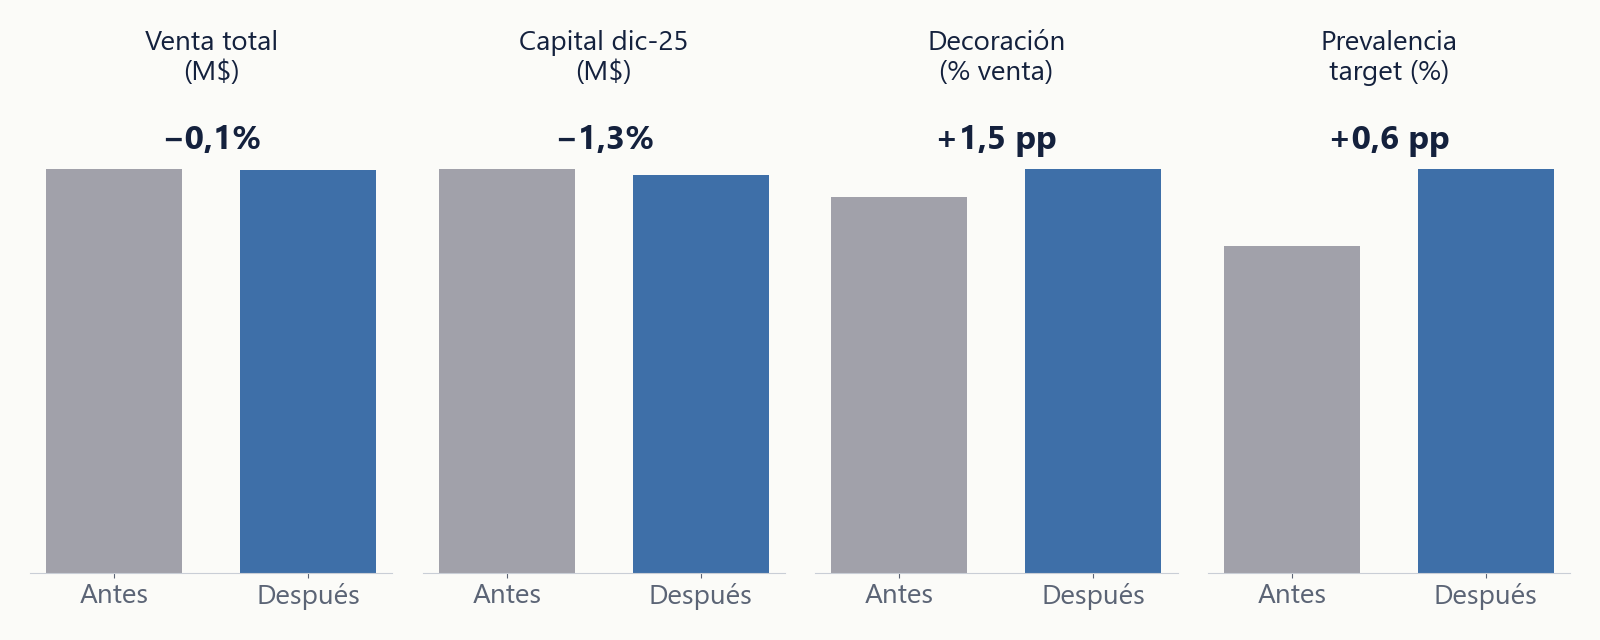 Venta total
(M$)
−0,1%
Antes
Después
Capital dic-25
(M$)
−1,3%
Antes
Después
Decoración
(% venta)
+1,5 pp
Antes
Después
Prevalencia
target (%)
+0,6 pp
Antes
Después